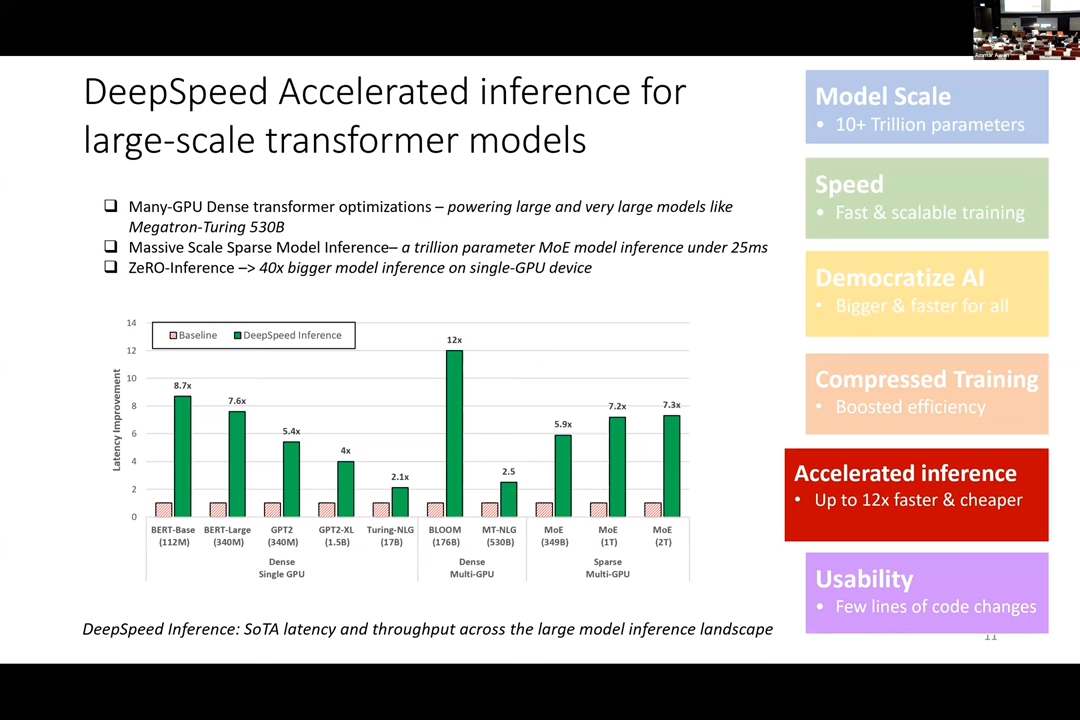 Ammar Awan
DeepSpeed Accelerated inference for
large-scale transformer models
❑ Many-GPU Dense transformer optimizations – powering large and very large models like
Megatron-Turing 530B
❑ Massive Scale Sparse Model Inference– a trillion parameter MoE model inference under 25ms
❑ ZeRO-Inference –> 40x bigger model inference on single-GPU device
Baseline DeepSpeed Inference
Latency Improvement
14
12
10
8
6
4
2
0
8.7x
7.6x
5.4x
4x
2.1x
12x
2.5
5.9x
7.2x
7.3x
BERT-Base BERT-Large GPT2 GPT2-XL Turing-NLG BLOOM MT-NLG MoE MoE MoE
(112M) (340M) (340M) (1.5B) (17B) (176B) (530B) (349B) (1T) (2T)
Dense Dense Sparse
Single GPU Multi-GPU Multi-GPU
DeepSpeed Inference: SoTA latency and throughput across the large model inference landscape
Model Scale
• 10+ Trillion parameters
Speed
• Fast & scalable training
Democratize AI
• Bigger & faster for all
Compressed Training
• Boosted efficiency
Accelerated inference
• Up to 12x faster & cheaper
Usability
• Few lines of code changes
11